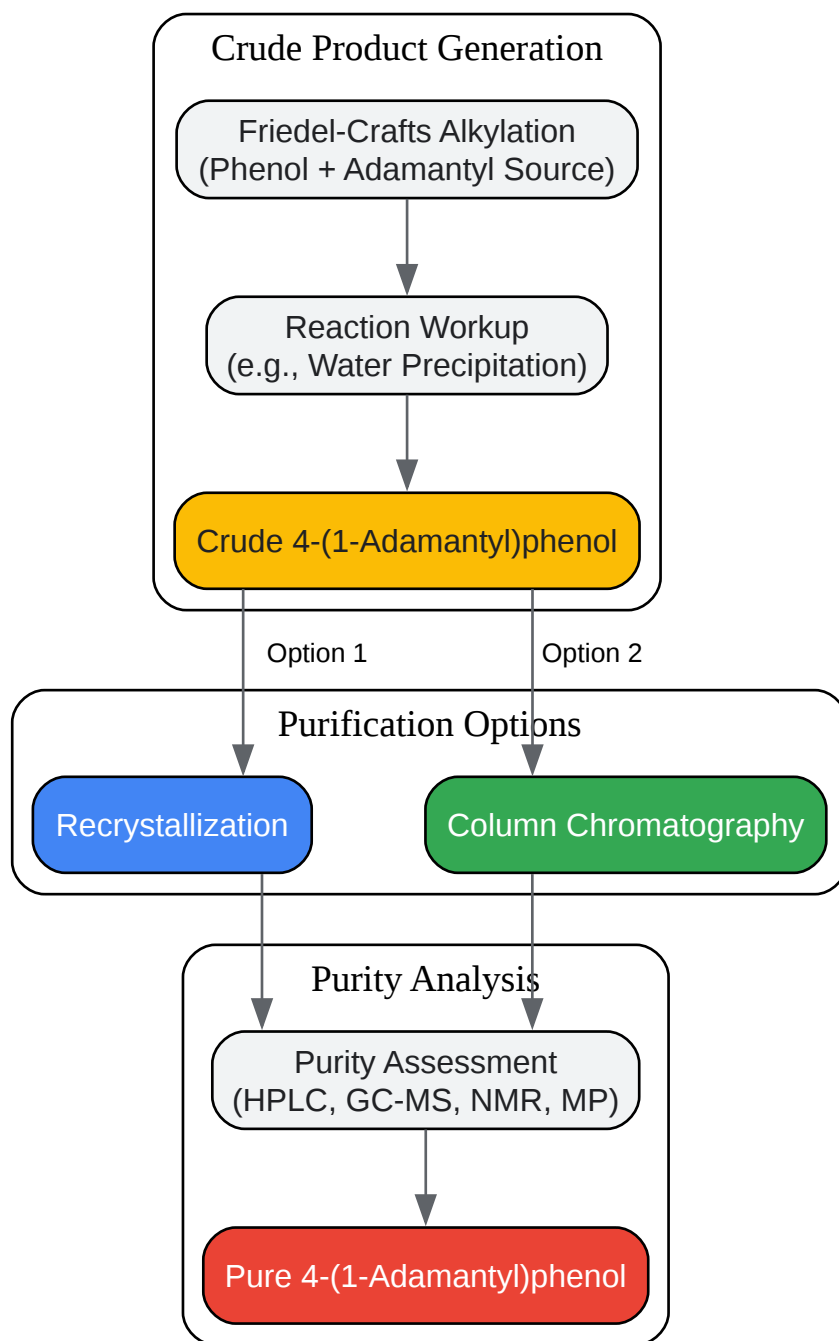 Crude Product Generation
Friedel-Crafts Alkylation
(Phenol + Adamantyl Source)
Reaction Workup
(e.g., Water Precipitation)
Crude 4-(1-Adamantyl)phenol
Option 1
Option 2
Purification Options
Recrystallization
Column Chromatography
Purity Analysis
Purity Assessment
(HPLC, GC-MS, NMR, MP)
Pure 4-(1-Adamantyl)phenol